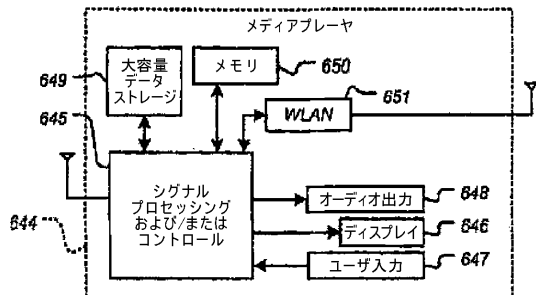 メディアプレーヤ
649
大容量
データ
ストレージ
メモリ
650
651
WLAN
645
シグナル
プロセッシング
および/または
コントロール
オーディオ出力
648
ディスプレイ
646
ユーザ入力
647
644